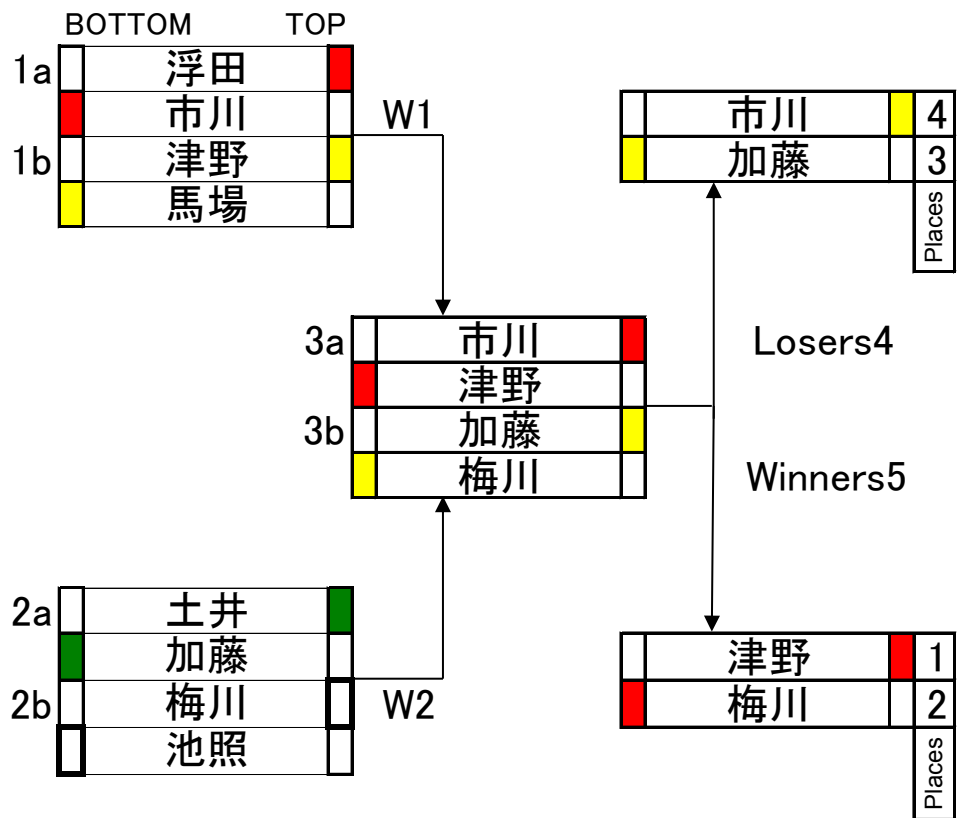 BOTTOM TOP
1a 浮田
市川
1b 津野
馬場
W1
市川 4
加藤 3
Places
3a 市川
津野
3b 加藤
梅川
Losers4
Winners5
2a 土井
加藤
2b 梅川
池照
W2
津野 1
梅川 2
Places